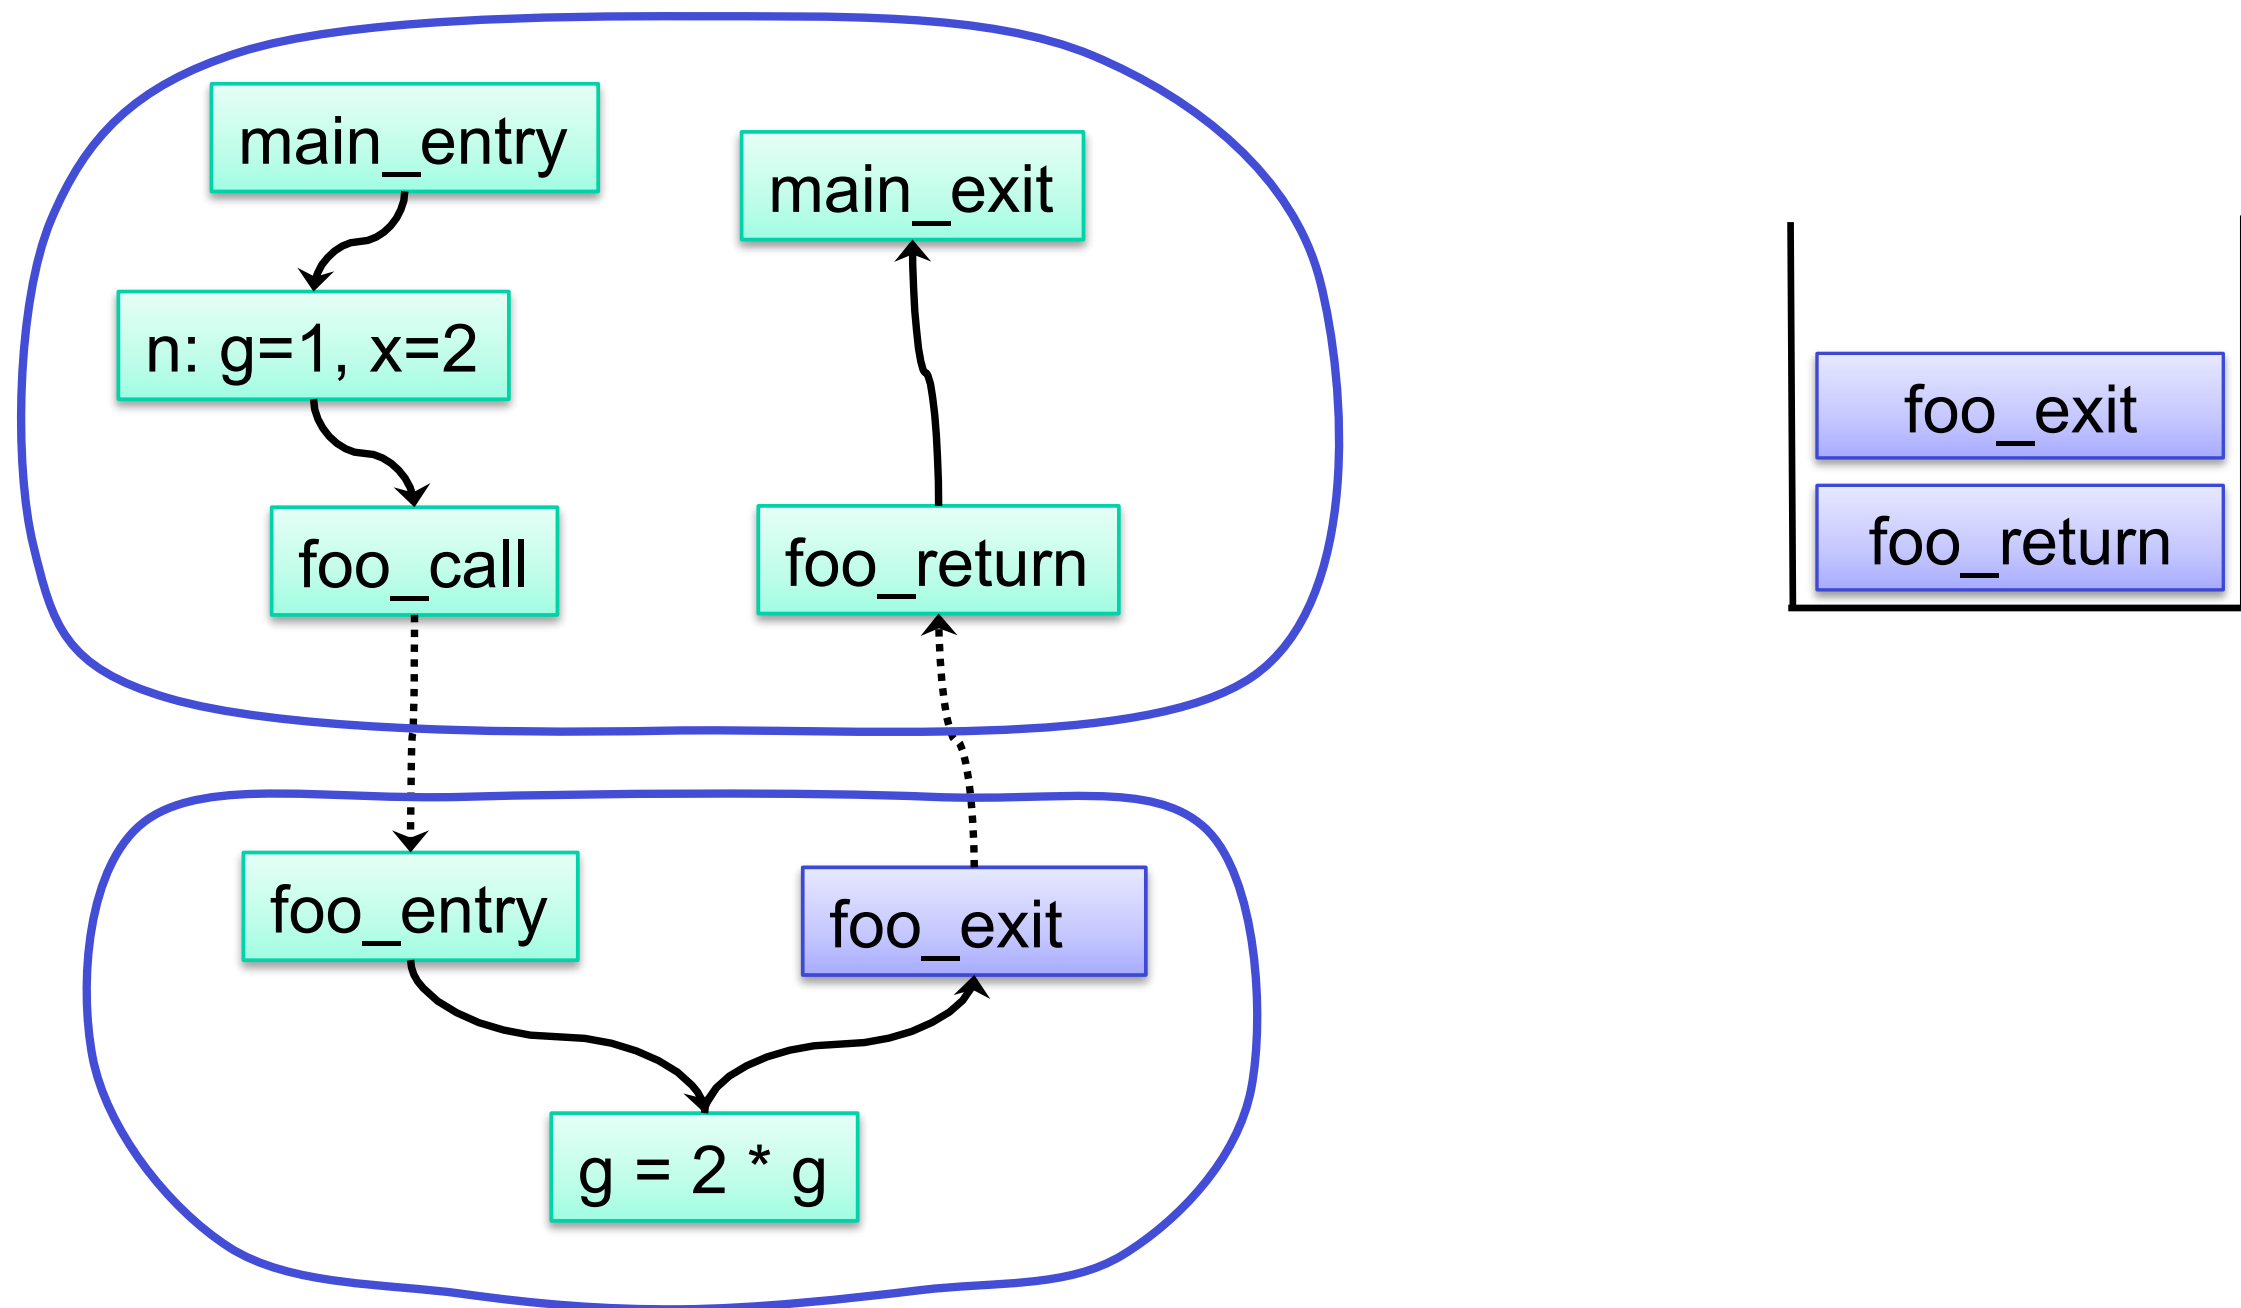 main_entry
main_exit
n: g=1, x=2
foo_call
foo_return
foo_entry
foo_exit
g = 2 * g
foo_exit
foo_return